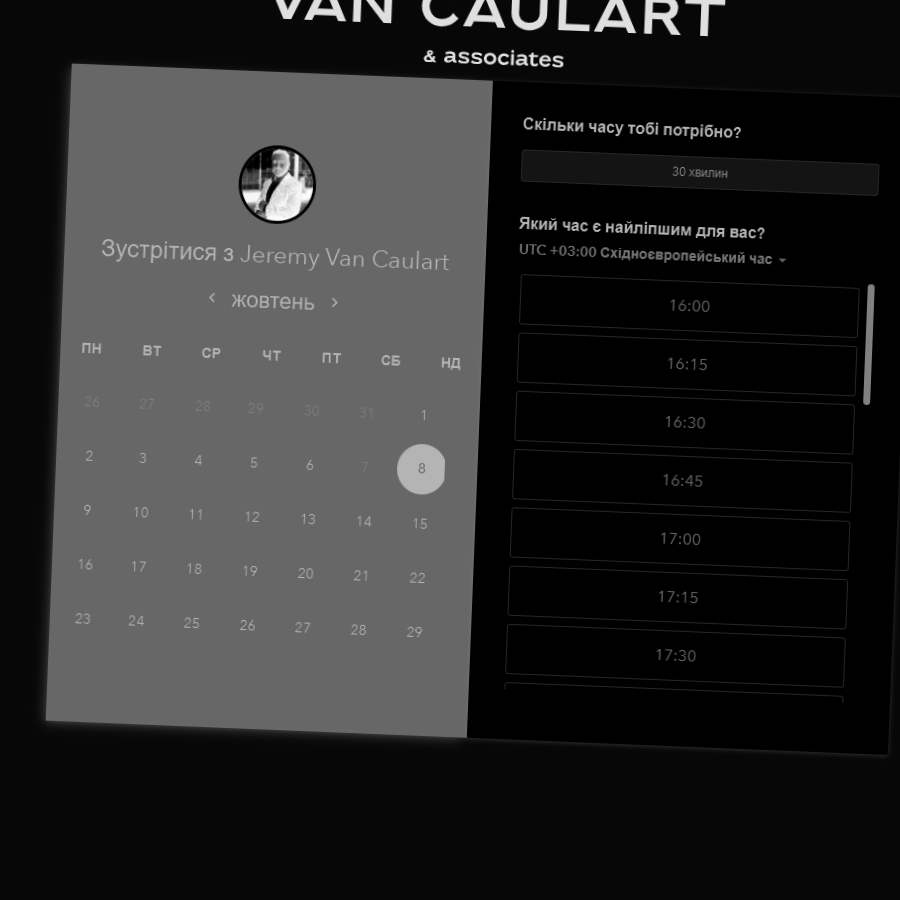 VAN CAULART
& associates
Зустрітися з Jeremy Van Caulart
жовтень
ПН ВТ СР ЧТ ПТ СБ НД
26 27 28 29 30 31 1
2 3 4 5 6 7 8
9 10 11 12 13 14 15
16 17 18 19 20 21 22
23 24 25 26 27 28 29
Скільки часу тобі потрібно?
30 хвилин
Який час є найліпшим для вас?
UTC +03:00 Східноєвропейський час
16:00
16:15
16:30
16:45
17:00
17:15
17:30